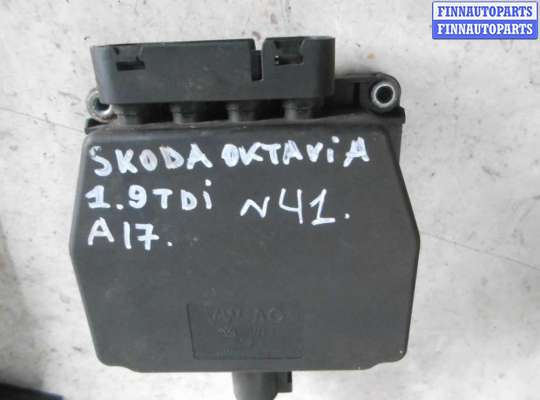 FINNAUTOPARTS
FINNAUTOPARTS
SKODA OKTAVIA
1.9TDI N41.
A17.